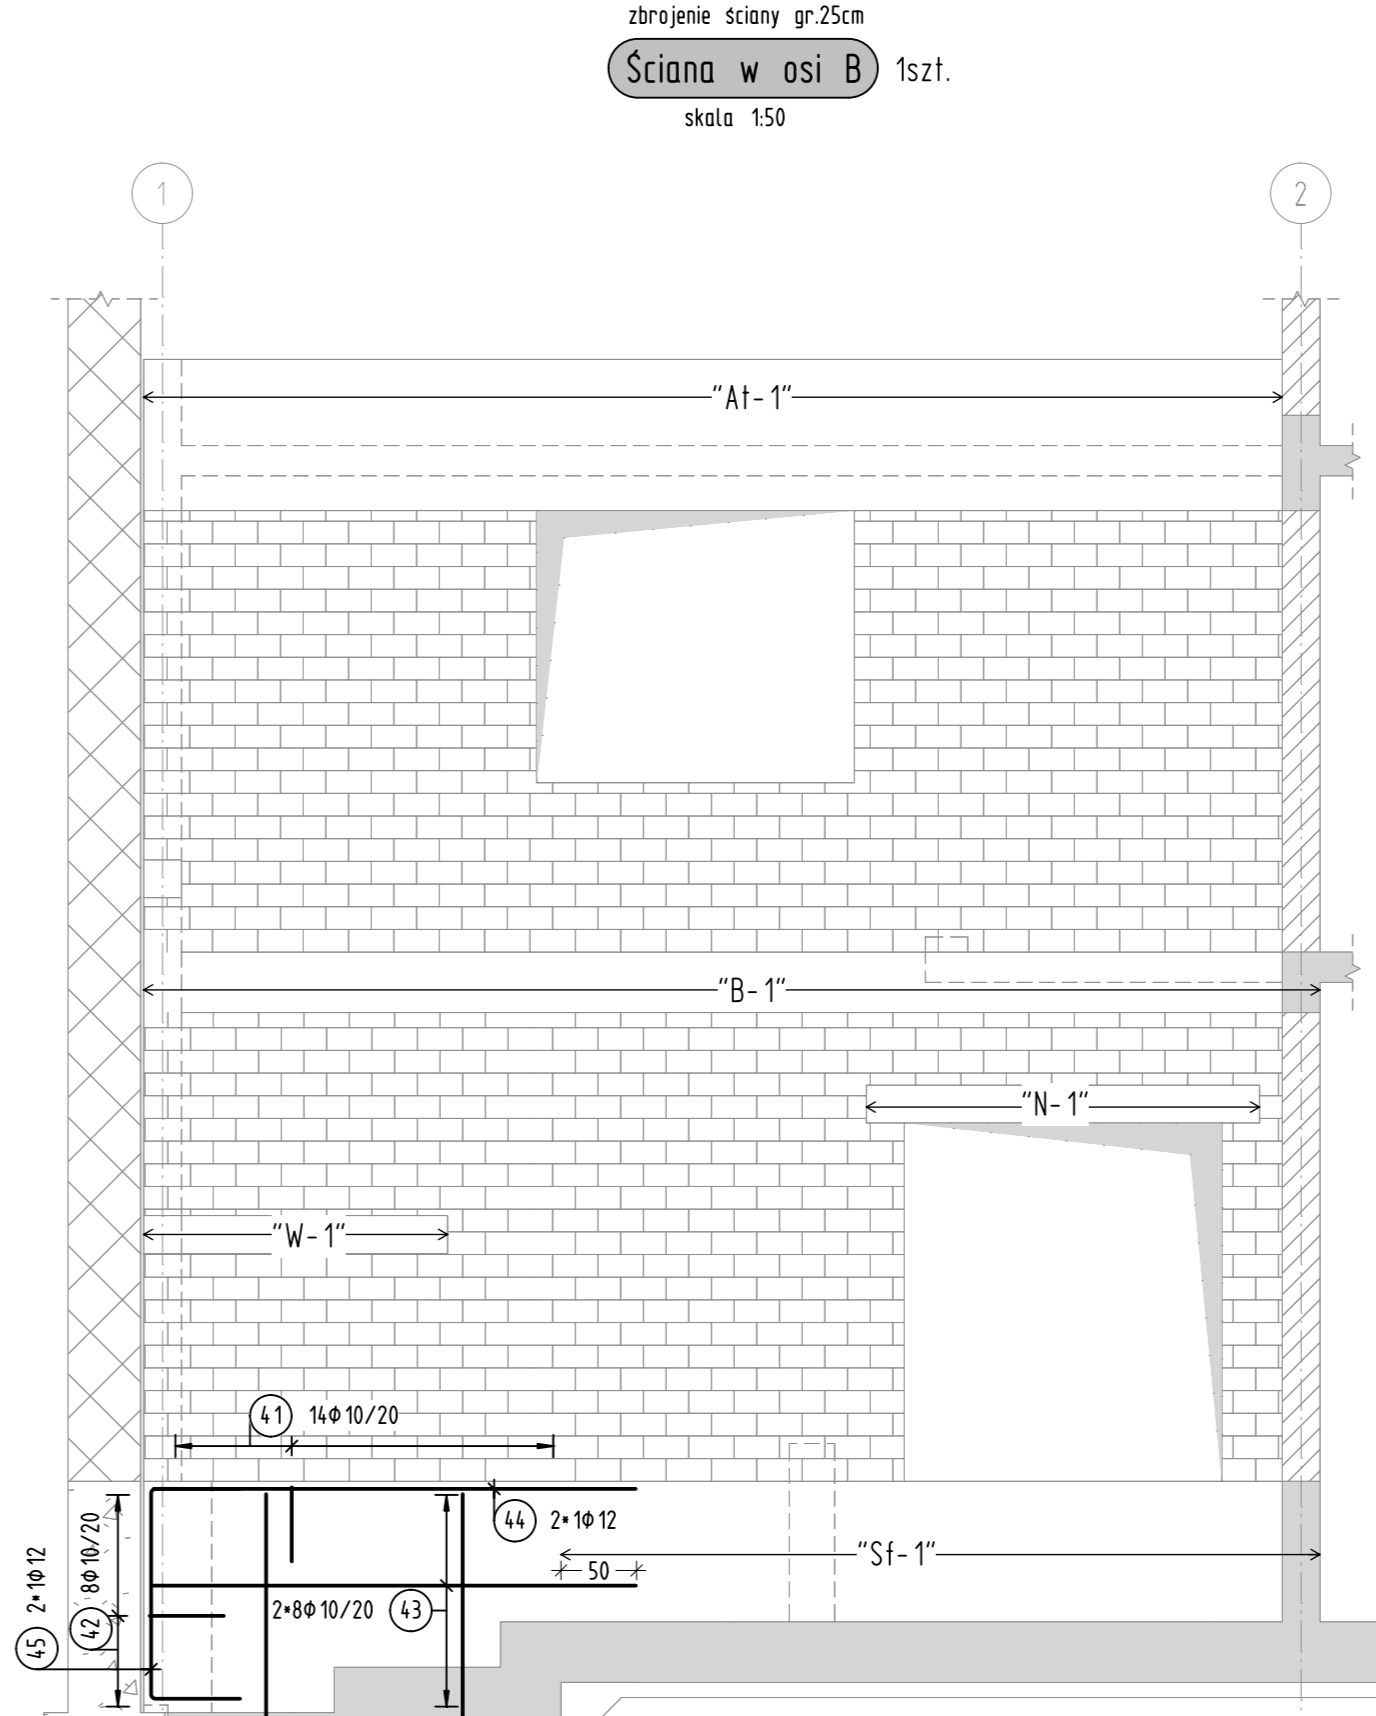 zbrojenie ściany gr.25cm
Ściana w osi B 1szt.
skala 1:50
1
2
"At-1"
"B-1"
"N-1"
"W-1"
41 14Φ10/20
44 2*1Φ12
"Sf-1"
50
2*8Φ10/20 43
42 8Φ10/20
45 2*1Φ12